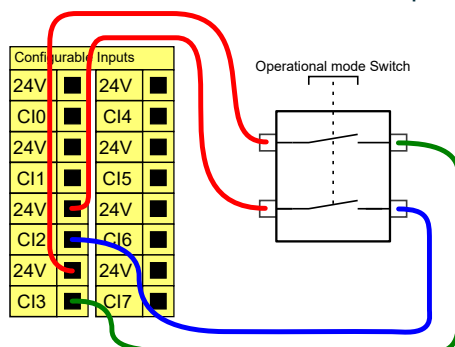 Configurable Inputs
24V 24V
CI0 CI4
24V 24V
CI1 CI5
24V 24V
CI2 CI6
24V 24V
CI3 CI7
Operational mode Switch